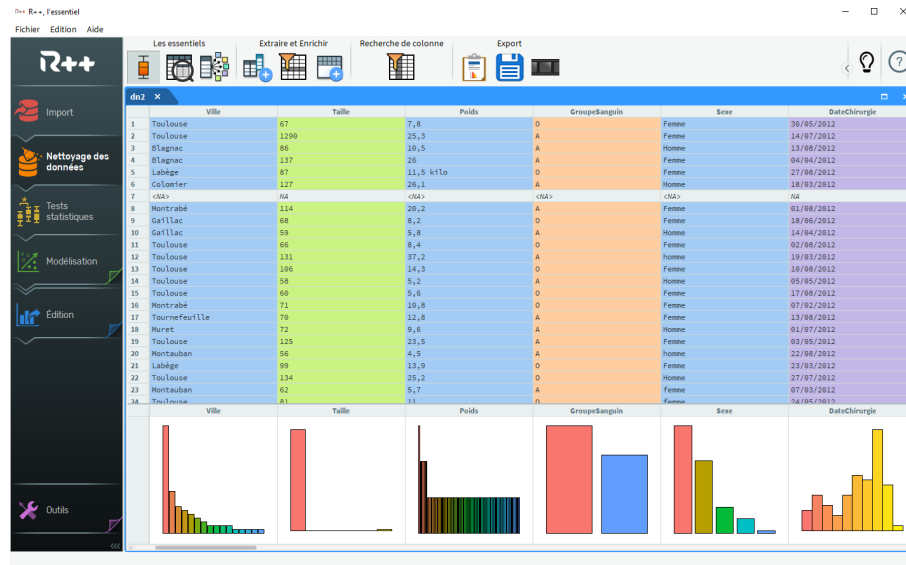 R++ R++, l'essentiel
Fichier Edition Aide
R++
Import
Nettoyage des
données
Tests
statistiques
Modélisation
Édition
Outils
Les essentiels Extraire et Enrichir Recherche de colonne Export
dn2 ×
Ville Taille Poids GroupeSanguin Sexe DateChirurgie
1 Toulouse 67 7,8 O Femme 30/05/2012
2 Toulouse 1290 25,3 A Femme 14/07/2012
3 Blagnac 86 10,5 A Homme 13/08/2012
4 Blagnac 137 26 A Femme 04/04/2012
5 Labège 87 11,5 kilo O Femme 27/08/2012
6 Colomier 127 26,1 A Homme 18/03/2012
7 <NA> NA <NA> <NA> <NA> NA
8 Montrabé 114 20,2 A Femme 01/08/2012
9 Gaillac 68 8,2 O Femme 18/06/2012
10 Gaillac 59 5,8 A Homme 14/04/2012
11 Toulouse 66 8,4 O Femme 02/08/2012
12 Toulouse 131 37,2 A homme 19/03/2012
13 Toulouse 106 14,3 O Femme 10/08/2012
14 Toulouse 58 5,2 A Homme 05/05/2012
15 Toulouse 60 5,6 O Femme 17/08/2012
16 Montrabé 71 10,8 O Femme 07/02/2012
17 Tournefeuille 70 12,8 A Femme 13/08/2012
18 Muret 72 9,6 A Homme 01/07/2012
19 Toulouse 125 23,5 A Femme 03/05/2012
20 Montauban 56 4,5 A homme 22/08/2012
21 Labège 99 13,9 O Femme 23/03/2012
22 Toulouse 134 25,2 O Homme 27/07/2012
23 Montauban 62 5,7 A femme 07/03/2012
24 Toulouse 81 11 O femme 24/05/2012
Ville Taille Poids GroupeSanguin Sexe DateChirurgie